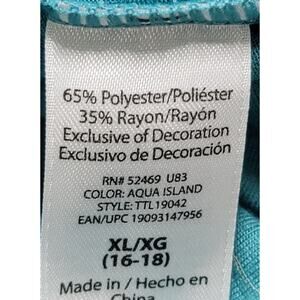 65% Polyester/Poliéster
35% Rayon/Rayón
Exclusive of Decoration
Exclusivo de Decoración
RN# 52469 U83
COLOR: AQUA ISLAND
STYLE: TTL19042
EAN/UPC 19093147956
XL/XG
(16-18)
Made in / Hecho en
China